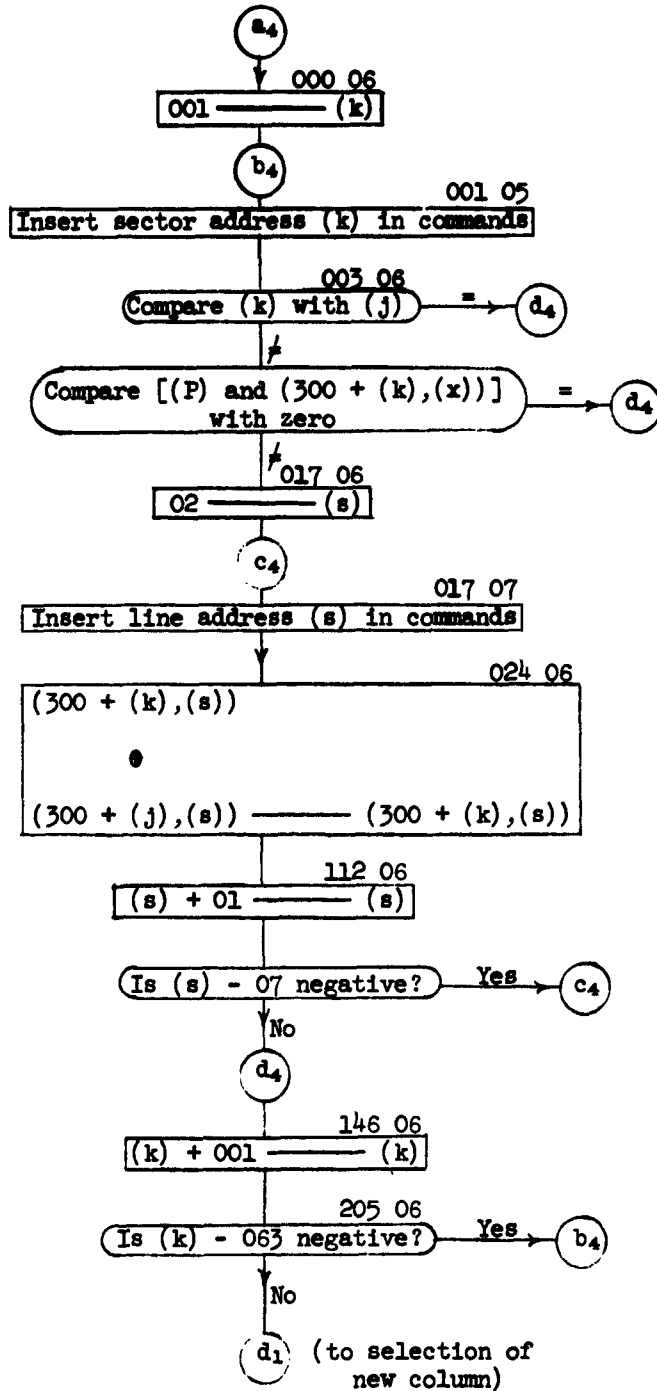 a₄
000 06
001 ——— (k)
b₄
001 05
Insert sector address (k) in commands
003 06
Compare (k) with (j) = d₄
≠
Compare [(P) and (300 + (k),(x))] = d₄
with zero
≠
017 06
02 ——— (s)
c₄
017 07
Insert line address (s) in commands
024 06
(300 + (k),(s))
(300 + (j),(s)) ——— (300 + (k),(s))
112 06
(s) + 01 ——— (s)
Is (s) - 07 negative? Yes c₄
No
d₄
146 06
(k) + 001 ——— (k)
205 06
Is (k) - 063 negative? Yes b₄
No
d₁ (to selection of
new column)